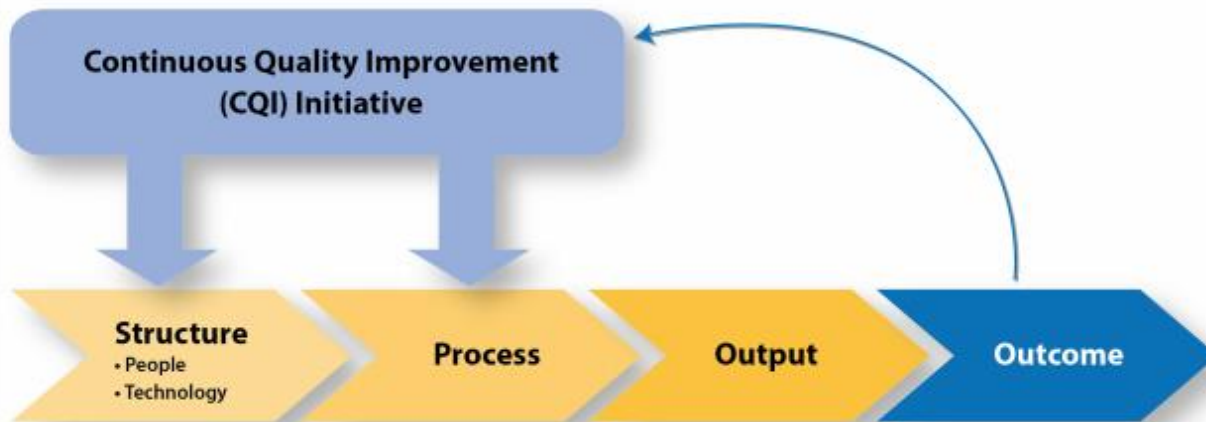 Continuous Quality Improvement
(CQI) Initiative
Structure
• People
• Technology
Process
Output
Outcome